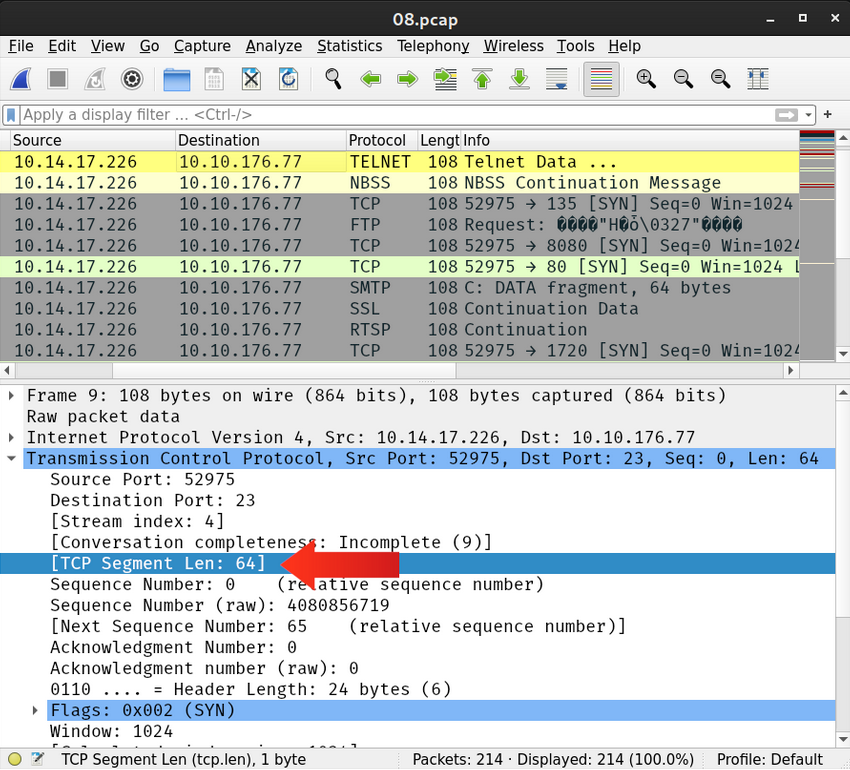 08.pcap
File Edit View Go Capture Analyze Statistics Telephony Wireless Tools Help
Apply a display filter ... <Ctrl-/>
Source Destination Protocol Lengt Info
10.14.17.226 10.10.176.77 TELNET 108 Telnet Data ...
10.14.17.226 10.10.176.77 NBSS 108 NBSS Continuation Message
10.14.17.226 10.10.176.77 TCP 108 52975 → 135 [SYN] Seq=0 Win=1024
10.14.17.226 10.10.176.77 FTP 108 Request: ����"H�ǒ\0327"����
10.14.17.226 10.10.176.77 TCP 108 52975 → 8080 [SYN] Seq=0 Win=1024
10.14.17.226 10.10.176.77 TCP 108 52975 → 80 [SYN] Seq=0 Win=1024 L
10.14.17.226 10.10.176.77 SMTP 108 C: DATA fragment, 64 bytes
10.14.17.226 10.10.176.77 SSL 108 Continuation Data
10.14.17.226 10.10.176.77 RTSP 108 Continuation
10.14.17.226 10.10.176.77 TCP 108 52975 → 1720 [SYN] Seq=0 Win=1024
Frame 9: 108 bytes on wire (864 bits), 108 bytes captured (864 bits)
Raw packet data
Internet Protocol Version 4, Src: 10.14.17.226, Dst: 10.10.176.77
Transmission Control Protocol, Src Port: 52975, Dst Port: 23, Seq: 0, Len: 64
Source Port: 52975
Destination Port: 23
[Stream index: 4]
[Conversation completeness: Incomplete (9)]
[TCP Segment Len: 64]
Sequence Number: 0 (relative sequence number)
Sequence Number (raw): 4080856719
[Next Sequence Number: 65 (relative sequence number)]
Acknowledgment Number: 0
Acknowledgment number (raw): 0
0110 .... = Header Length: 24 bytes (6)
Flags: 0x002 (SYN)
Window: 1024
TCP Segment Len (tcp.len), 1 byte Packets: 214 · Displayed: 214 (100.0%) Profile: Default